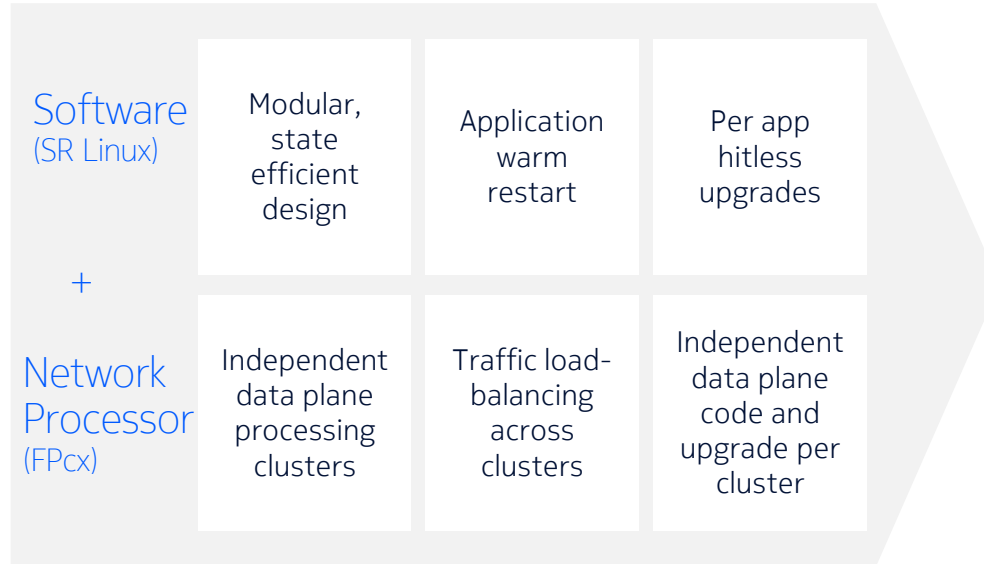 Software
(SR Linux)
Modular,
state
efficient
design
Application
warm
restart
Per app
hitless
upgrades
+
Network
Processor
(FPcx)
Independent
data plane
processing
clusters
Traffic load-
balancing
across
clusters
Independent
data plane
code and
upgrade per
cluster